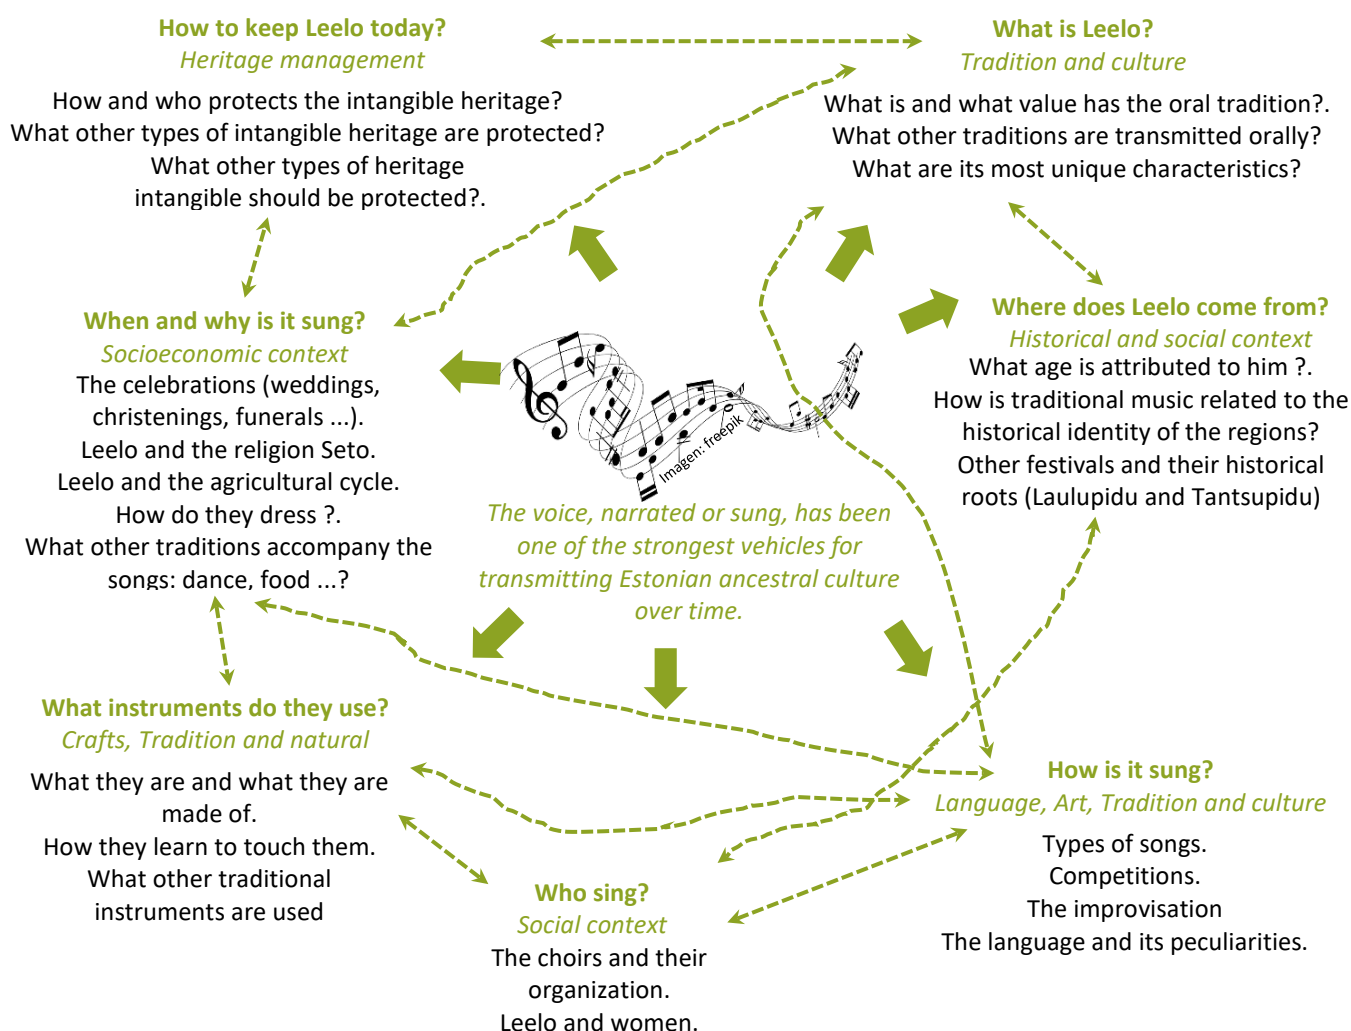 How to keep Leelo today?
Heritage management
How and who protects the intangible heritage?
What other types of intangible heritage are protected?
What other types of heritage
intangible should be protected?.
What is Leelo?
Tradition and culture
What is and what value has the oral tradition?.
What other traditions are transmitted orally?
What are its most unique characteristics?
When and why is it sung?
Socioeconomic context
The celebrations (weddings,
christenings, funerals ...).
Leelo and the religion Seto.
Leelo and the agricultural cycle.
How do they dress ?.
What other traditions accompany the
songs: dance, food ...?
Imagen: freepik
The voice, narrated or sung, has been
one of the strongest vehicles for
transmitting Estonian ancestral culture
over time.
Where does Leelo come from?
Historical and social context
What age is attributed to him ?.
How is traditional music related to the
historical identity of the regions?
Other festivals and their historical
roots (Laulupidu and Tantsupidu)
What instruments do they use?
Crafts, Tradition and natural
What they are and what they are
made of.
How they learn to touch them.
What other traditional
instruments are used
Who sing?
Social context
The choirs and their
organization.
Leelo and women.
How is it sung?
Language, Art, Tradition and culture
Types of songs.
Competitions.
The improvisation
The language and its peculiarities.